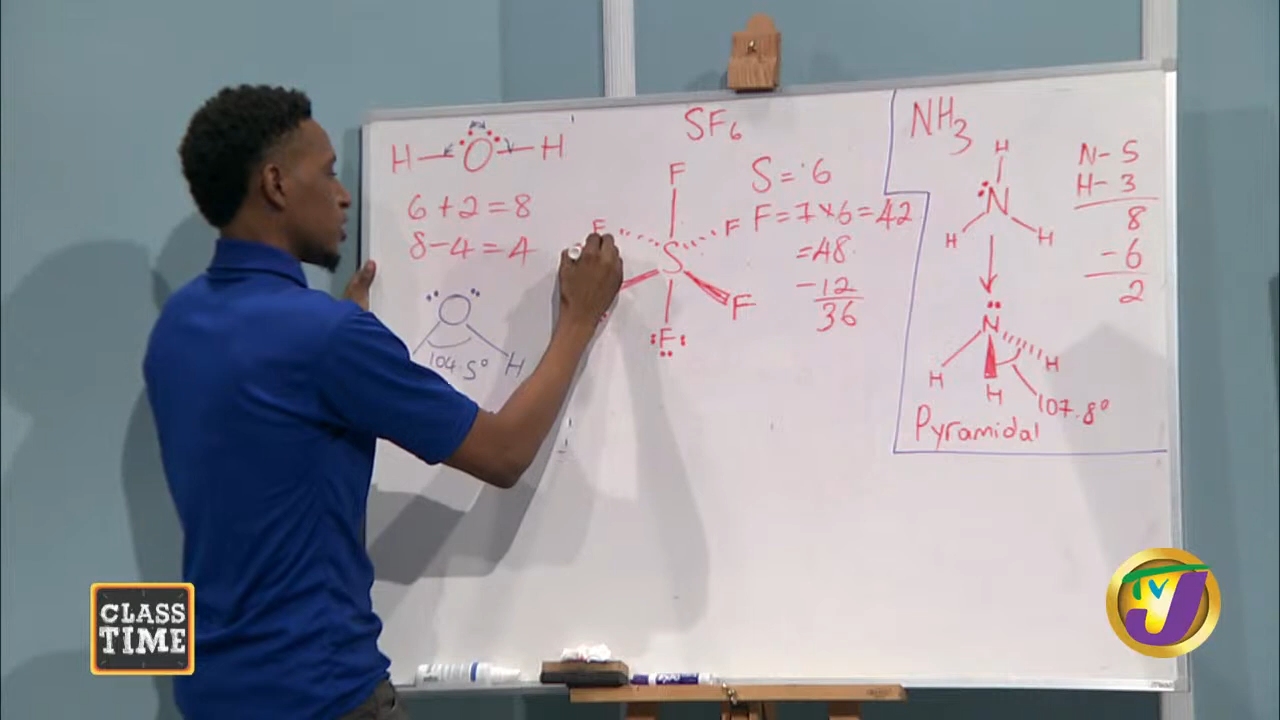 H — O — H
6 + 2 = 8
8 - 4 = 4
O
104.5° H
SF₆
F
F F
S
F
F
S = 6
F = 7 × 6 = 42
= 48
- 12
36
NH₃
H
N
H H
N
H H
H
107.8°
Pyramidal
N - 5
H - 3
8
- 6
2
CLASS
TIME
TVJ